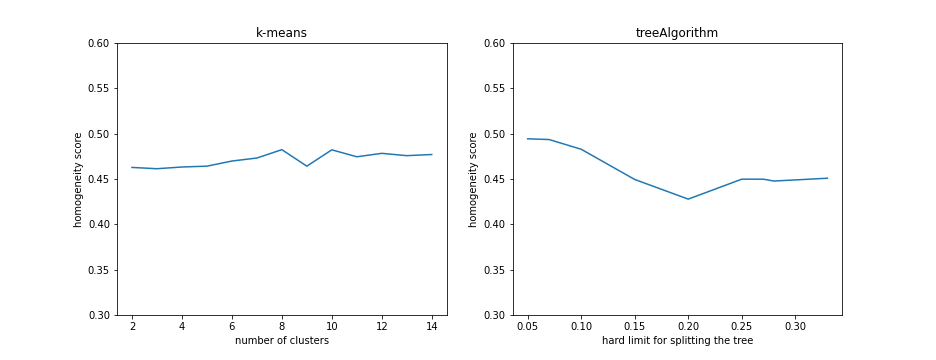 k-means
homogeneity score
0.60
0.55
0.50
0.45
0.40
0.35
0.30
2 4 6 8 10 12 14
number of clusters
treeAlgorithm
homogeneity score
0.60
0.55
0.50
0.45
0.40
0.35
0.30
0.05 0.10 0.15 0.20 0.25 0.30
hard limit for splitting the tree